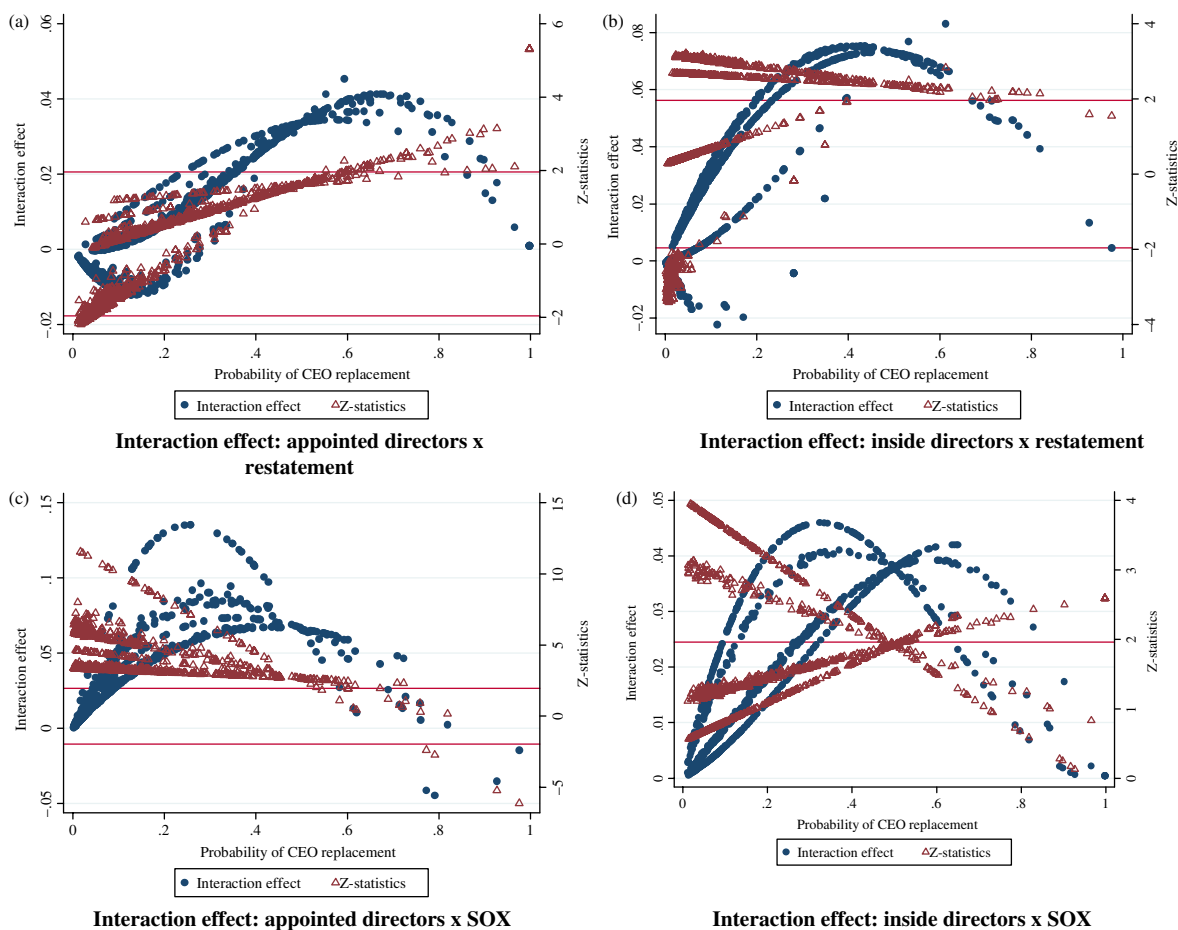 (a)
.06
.04
.02
0
-.02
Interaction effect
6
4
2
0
-2
Z-statistics
0 .2 .4 .6 .8 1
Probability of CEO replacement
Interaction effect Z-statistics
Interaction effect: appointed directors x
restatement
(b)
.08
.06
.04
.02
0
-.02
Interaction effect
4
2
0
-2
-4
Z-statistics
0 .2 .4 .6 .8 1
Probability of CEO replacement
Interaction effect Z-statistics
Interaction effect: inside directors x restatement
(c)
.15
.1
.05
0
-.05
Interaction effect
15
10
5
0
-5
Z-statistics
0 .2 .4 .6 .8 1
Probability of CEO replacement
Interaction effect Z-statistics
Interaction effect: appointed directors x SOX
(d)
.05
.04
.03
.02
.01
0
Interaction effect
4
3
2
1
0
Z-statistics
0 .2 .4 .6 .8 1
Probability of CEO replacement
Interaction effect Z-statistics
Interaction effect: inside directors x SOX